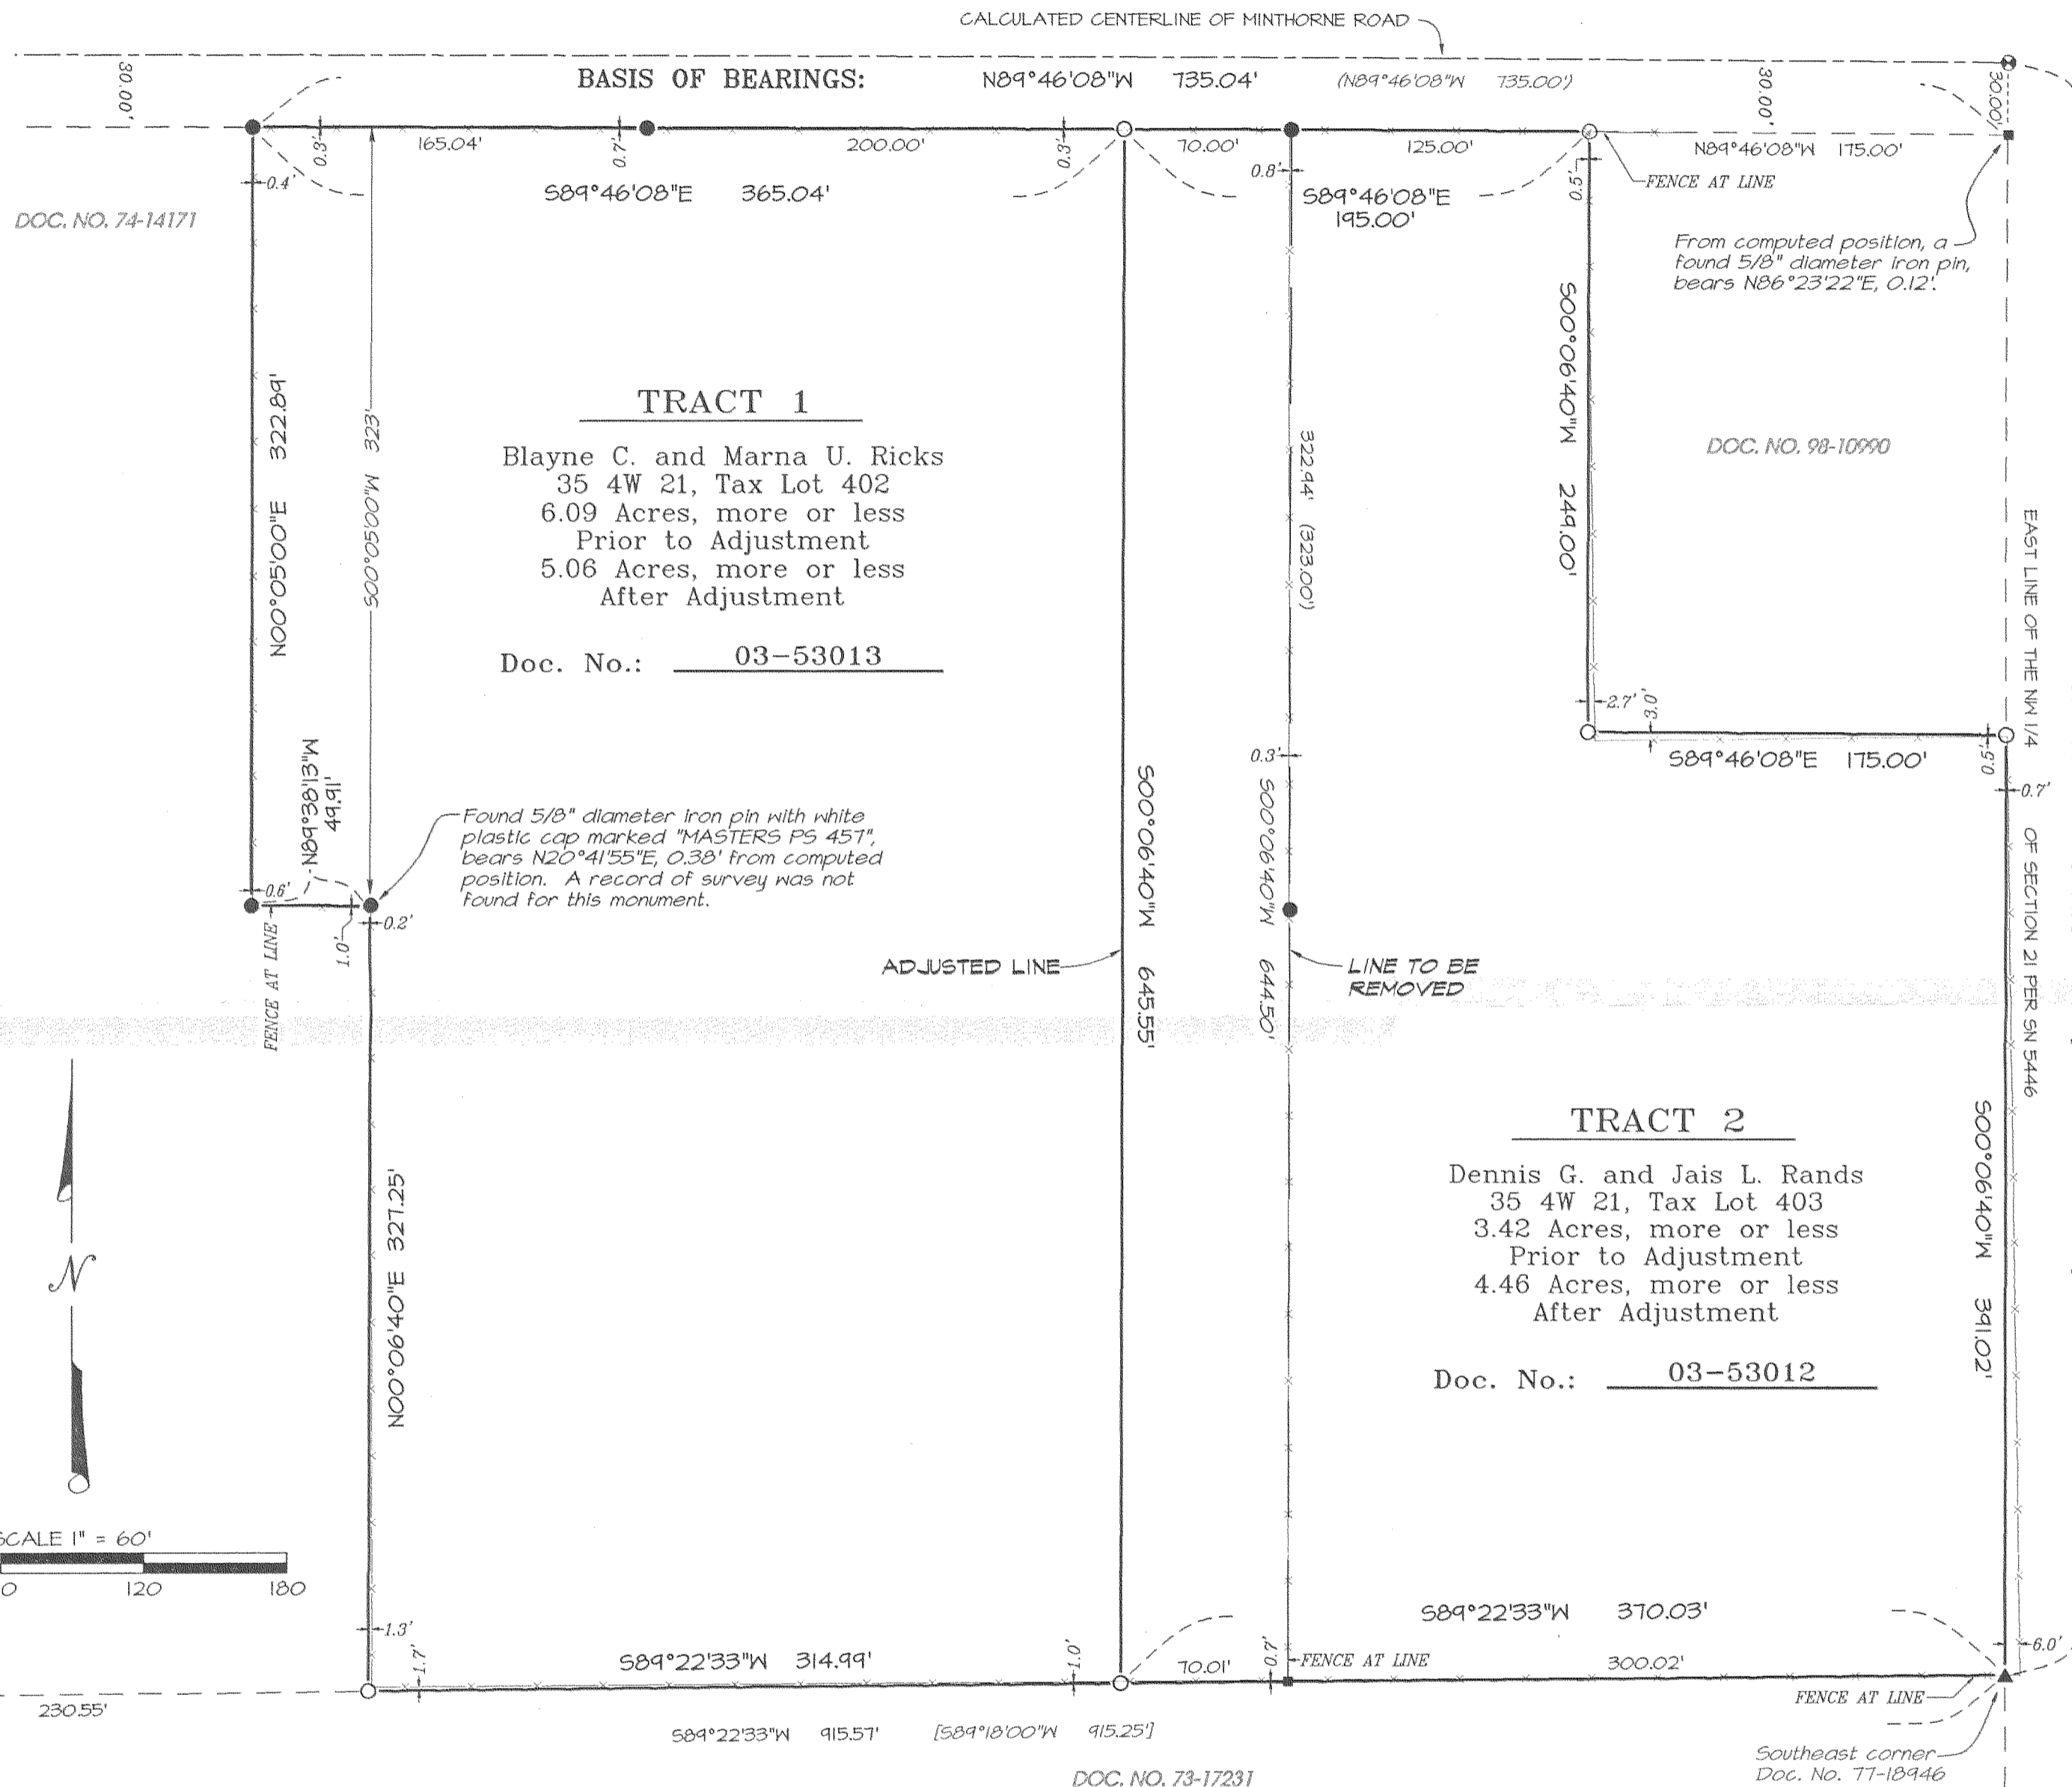 CALCULATED CENTERLINE OF MINTHORNE ROAD
BASIS OF BEARINGS: N89°46'08"W 735.04' (N89°46'08"W 735.00')
30.00'
30.00'
30.00'
165.04'
200.00'
70.00'
125.00'
N89°46'08"W 175.00'
0.3'
0.7'
0.3'
0.4'
0.8'
0.5'
FENCE AT LINE
S89°46'08"E 365.04'
S89°46'08"E
195.00'
DOC. NO. 74-14171
From computed position, a
found 5/8" diameter iron pin,
bears N86°23'22"E, 0.12'.
N00°05'00"E 322.89'
S00°05'00"W 323'
TRACT 1
Blayne C. and Marna U. Ricks
35 4W 21, Tax Lot 402
6.09 Acres, more or less
Prior to Adjustment
5.06 Acres, more or less
After Adjustment
Doc. No.: 03-53013
322.94' (323.00')
S00°06'40"W 249.00'
DOC. NO. 98-10990
EAST LINE OF THE NW 1/4 OF SECTION 21 PER SN 5446
2.7'
3.0'
S89°46'08"E 175.00'
0.5'
0.7'
0.3'
N89°38'13"W
49.91'
Found 5/8" diameter iron pin with white
plastic cap marked "MASTERS PS 457",
bears N20°41'55"E, 0.38' from computed
position. A record of survey was not
found for this monument.
0.6'
0.2'
1.0'
FENCE AT LINE
S00°06'40"W 645.55'
S00°06'40"W 644.50'
ADJUSTED LINE
LINE TO BE
REMOVED
TRACT 2
Dennis G. and Jais L. Rands
35 4W 21, Tax Lot 403
3.42 Acres, more or less
Prior to Adjustment
4.46 Acres, more or less
After Adjustment
Doc. No.: 03-53012
S00°06'40"W 391.02'
N00°06'40"E 327.25'
N
SCALE 1" = 60'
0 120 180
1.3'
1.7'
S89°22'33"W 314.99'
1.0'
70.01'
0.7'
FENCE AT LINE
S89°22'33"W 370.03'
300.02'
6.0'
FENCE AT LINE
230.55'
S89°22'33"W 915.57' [S89°18'00"W 915.25']
Southeast corner
Doc. No. 77-18946
DOC. NO. 73-17231